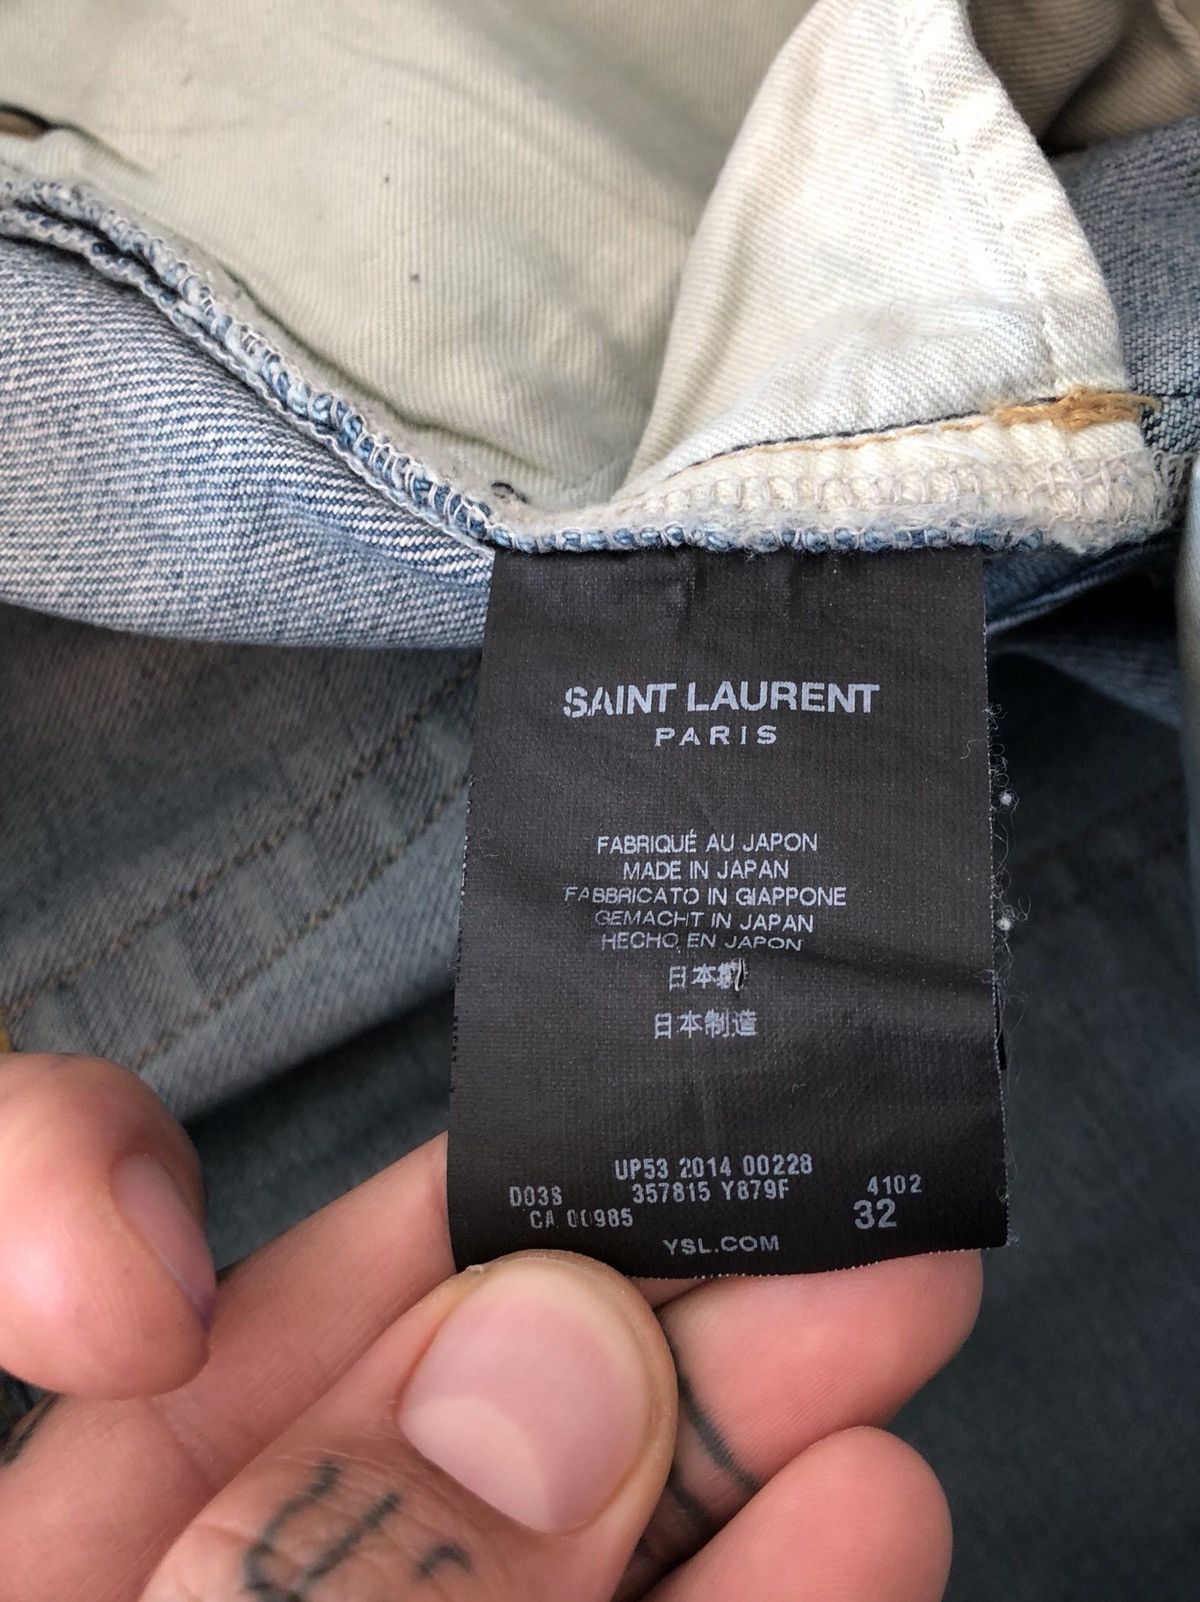 SAINT LAURENT
PARIS
FABRIQUÉ AU JAPON
MADE IN JAPAN
FABBRICATO IN GIAPPONE
GEMACHT IN JAPAN
HECHO EN JAPON
日本製
日本制造
UP53 2014 00228
D03S 357815 Y879F 4102
CA 00985 32
YSL.COM